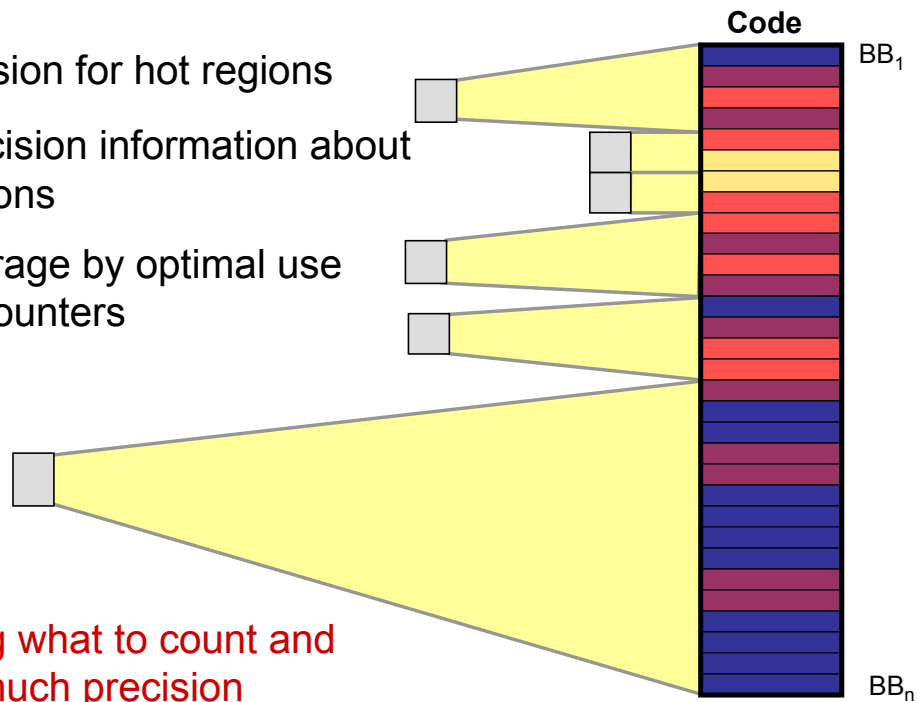 Code
BB1
sion for hot regions
cision information about
ons
rage by optimal use
ounters
g what to count and
much precision
BBn